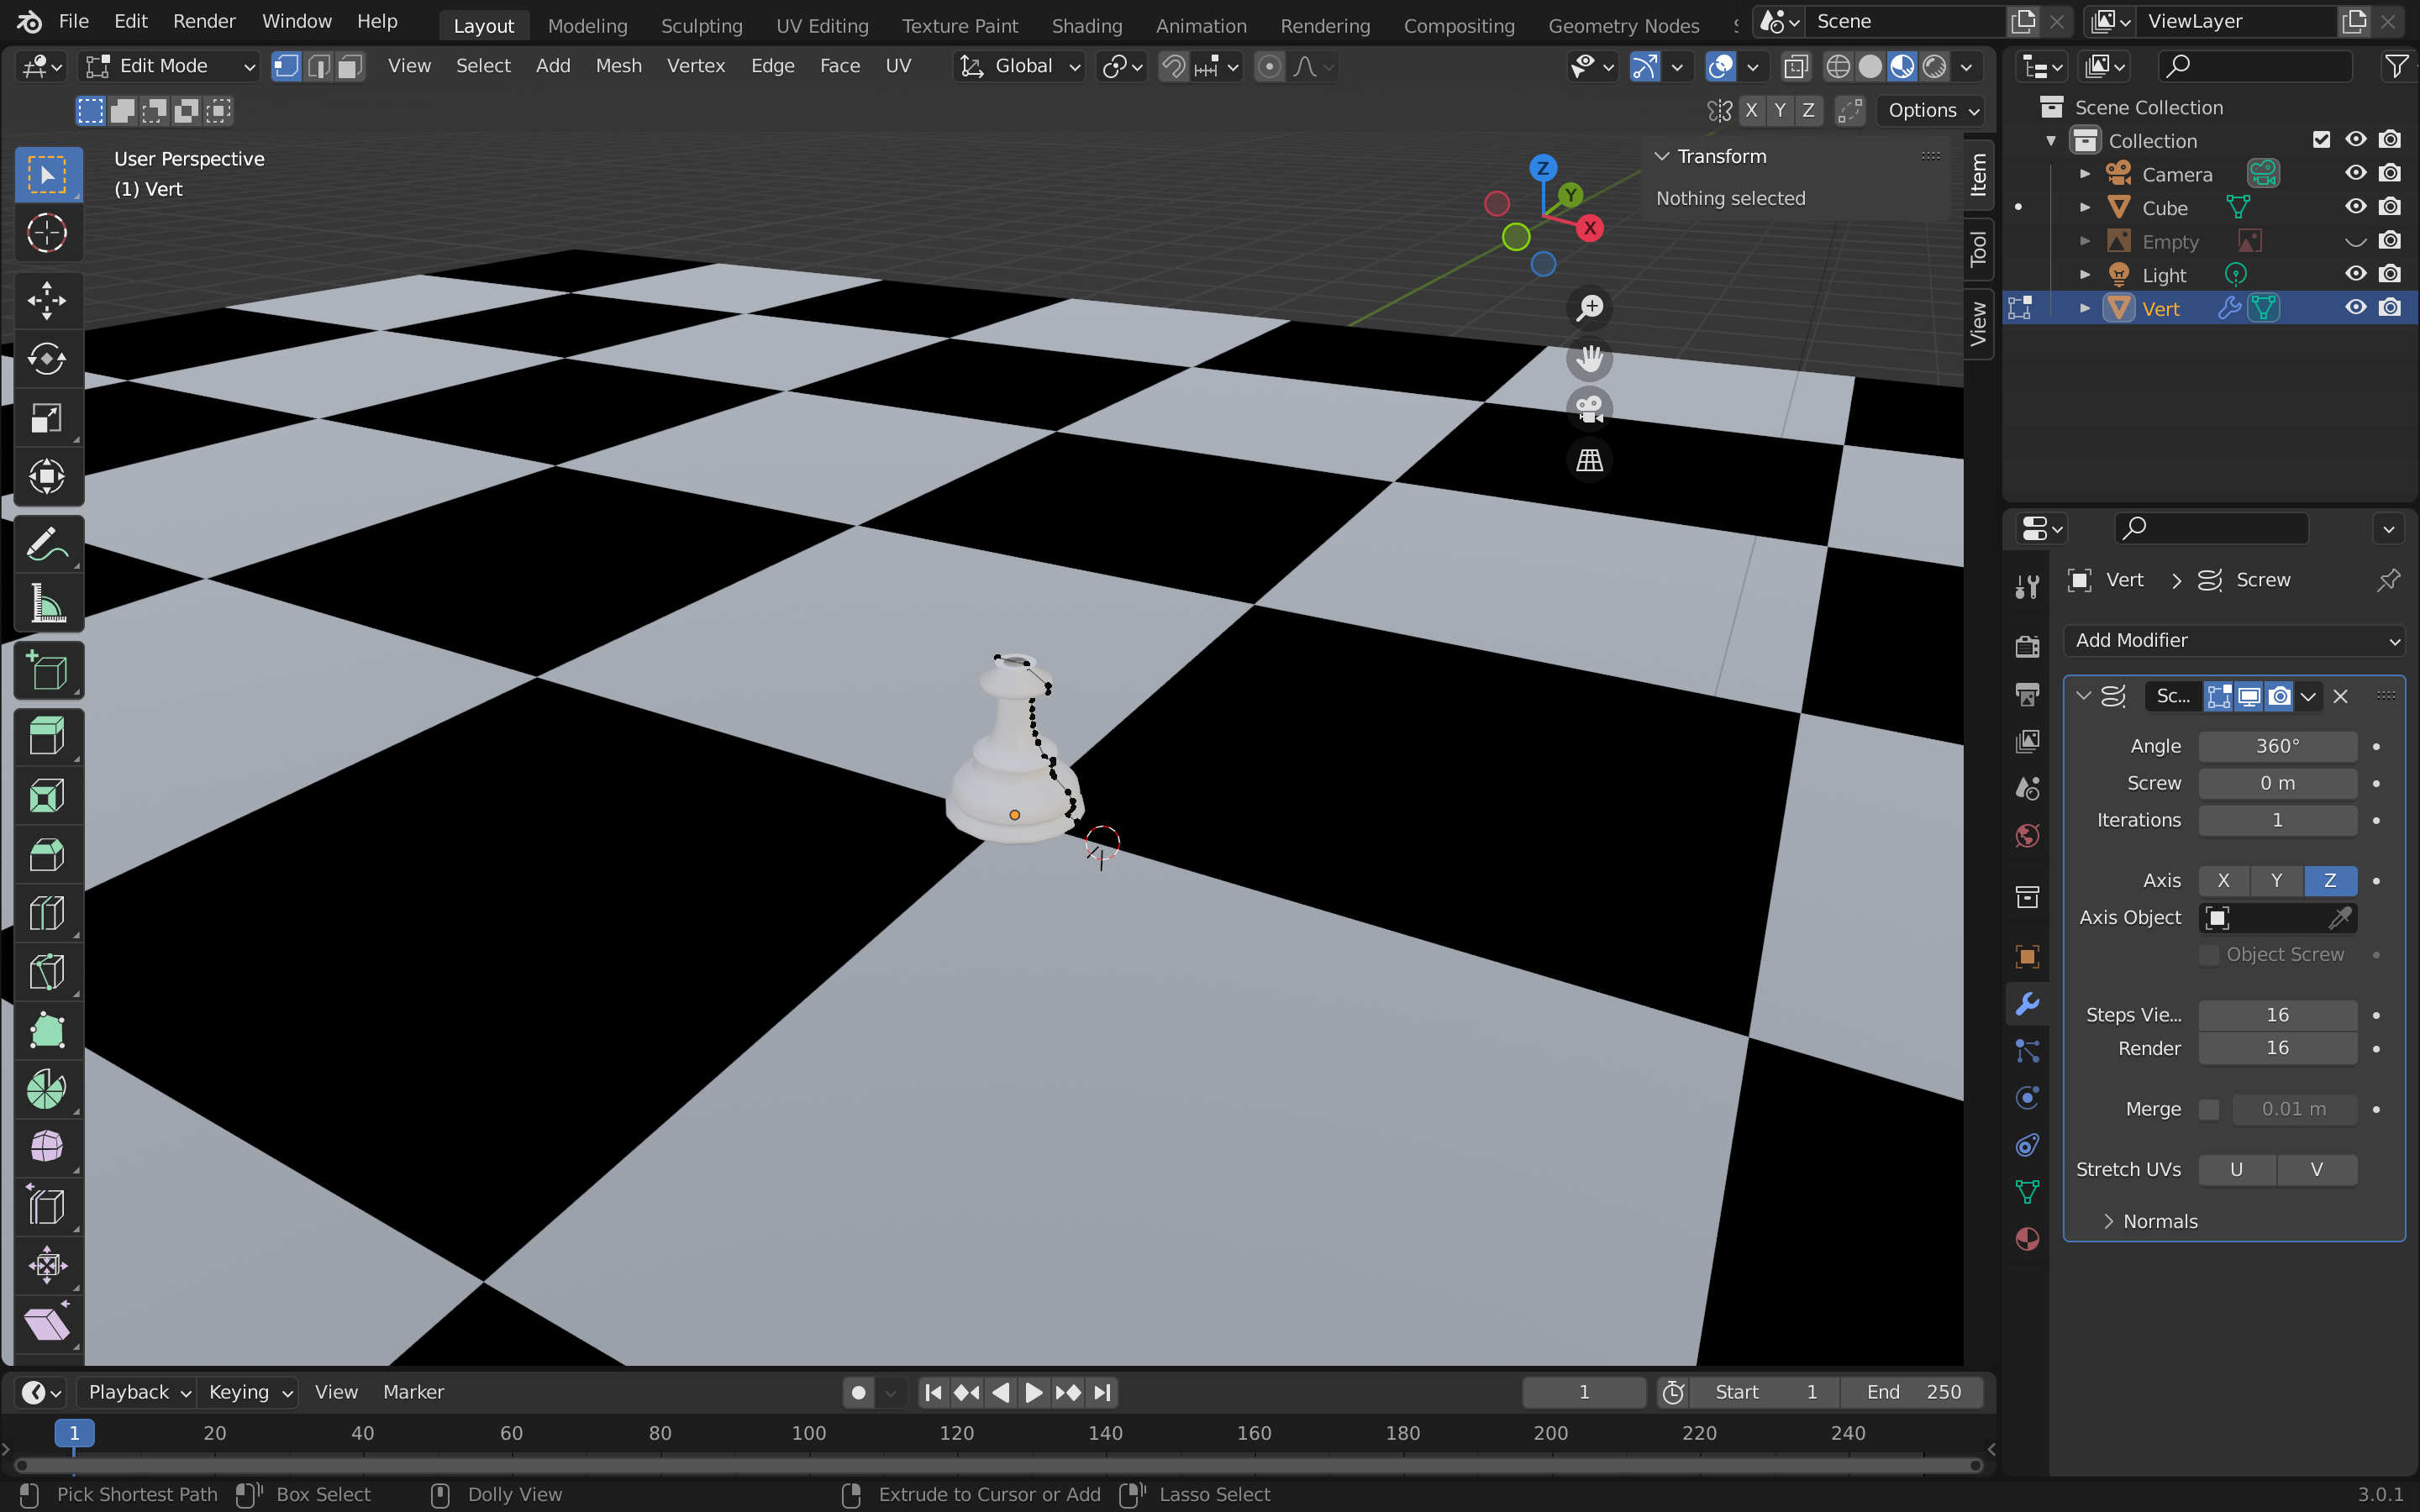 File Edit Render Window Help
Layout Modeling Sculpting UV Editing Texture Paint Shading Animation Rendering Compositing Geometry Nodes
Scene
ViewLayer
Edit Mode
View Select Add Mesh Vertex Edge Face UV
Global
X Y Z
Options
User Perspective
(1) Vert
Z
Y
X
Transform
Nothing selected
Item
Tool
View
Scene Collection
Collection
Camera
Cube
Empty
Light
Vert
Vert > Screw
Add Modifier
Sc...
Angle 360°
Screw 0 m
Iterations 1
Axis X Y Z
Axis Object
Object Screw
Steps Vie... 16
Render 16
Merge 0.01 m
Stretch UVs U V
Normals
Playback Keying View Marker
1
Start 1
End 250
1 20 40 60 80 100 120 140 160 180 200 220 240
Pick Shortest Path Box Select Dolly View Extrude to Cursor or Add Lasso Select
3.0.1